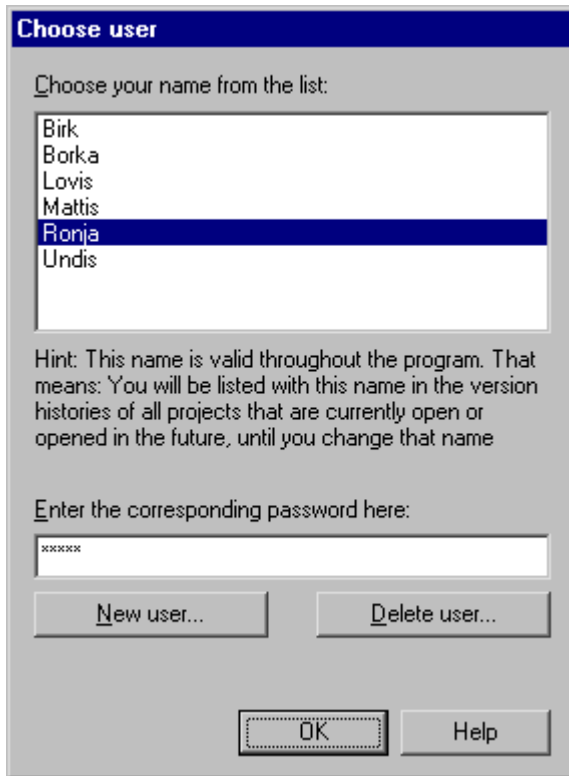 Choose user
Choose your name from the list:
Birk
Borka
Lovis
Mattis
Ronja
Undis
Hint: This name is valid throughout the program. That
means: You will be listed with this name in the version
histories of all projects that are currently open or
opened in the future, until you change that name
Enter the corresponding password here:
*****
New user... Delete user...
OK Help